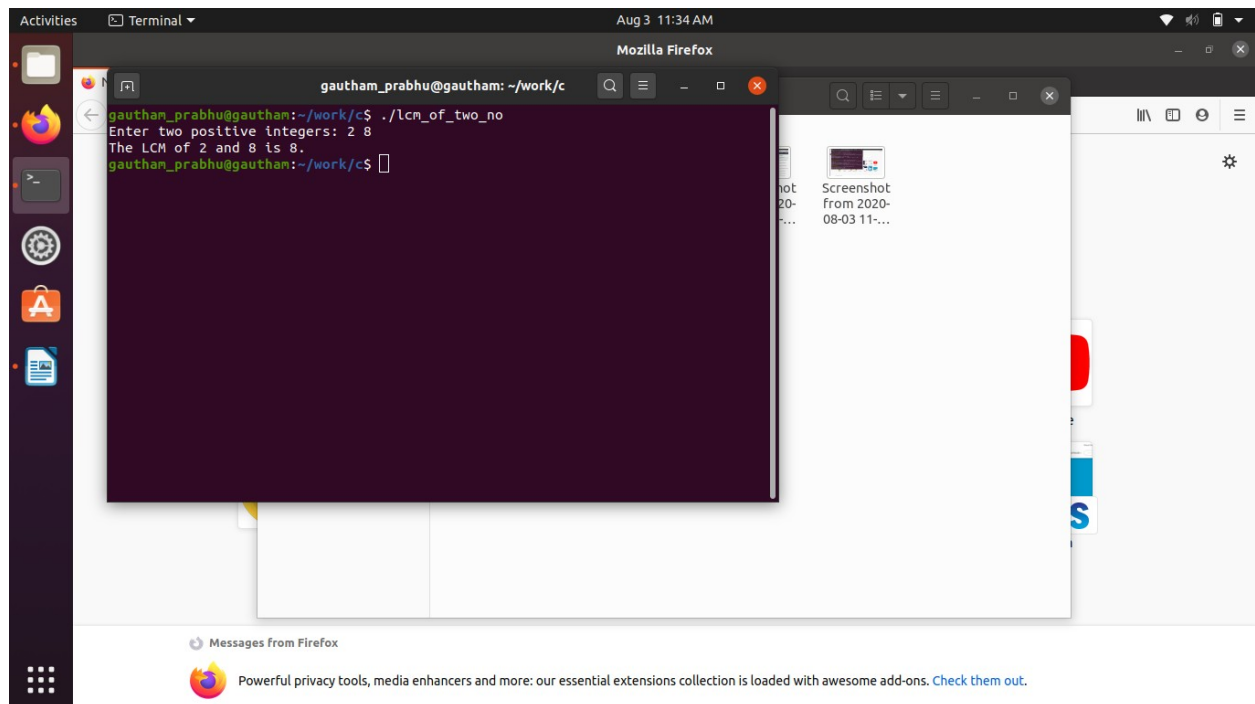 Activities Terminal Aug 3 11:34 AM
Mozilla Firefox
gautham_prabhu@gautham: ~/work/c
gautham_prabhu@gautham:~/work/c$ ./lcm_of_two_no
Enter two positive integers: 2 8
The LCM of 2 and 8 is 8.
gautham_prabhu@gautham:~/work/c$
Screenshot
from 2020-
08-03 11-…
Messages from Firefox
Powerful privacy tools, media enhancers and more: our essential extensions collection is loaded with awesome add-ons. Check them out.